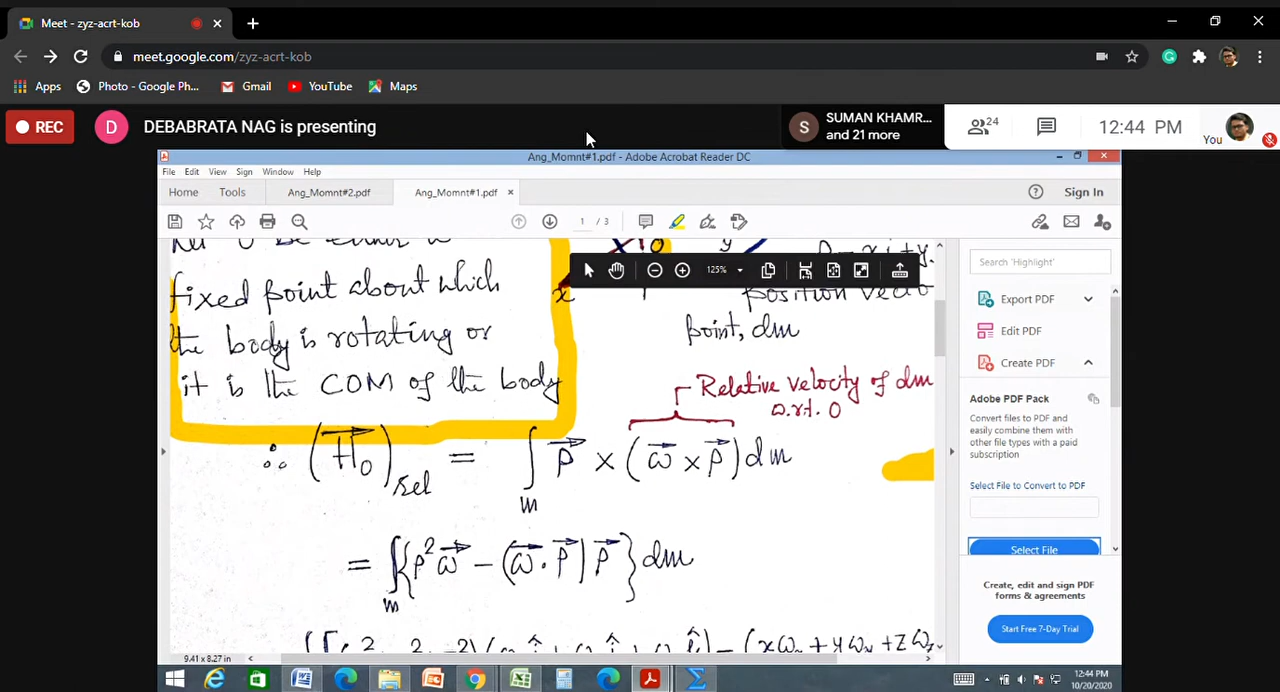 Meet - zyz-acrt-kob
meet.google.com/zyz-acrt-kob
Apps Photo - Google Ph... Gmail YouTube Maps
REC D DEBABRATA NAG is presenting
S SUMAN KHAMR...
and 21 more
24
12:44 PM
You
Ang_Momnt#1.pdf - Adobe Acrobat Reader DC
File Edit View Sign Window Help
Home Tools Ang_Momnt#2.pdf Ang_Momnt#1.pdf Sign In
1 / 3
125%
fixed point about which
the body is rotating or
it is the COM of the body
x
y
position vecto
point, dm
Relative velocity of dm
w.r.t. O
∴ (H⃗₀)rel = ∫m ρ⃗ × (ω⃗ × ρ⃗) dm
= ∫m {ρ²ω⃗ - (ω⃗ · ρ⃗) ρ⃗} dm
Search 'Highlight'
Export PDF
Edit PDF
Create PDF
Adobe PDF Pack
Convert files to PDF and
easily combine them with
other file types with a paid
subscription
Select File to Convert to PDF
Select File
Create, edit and sign PDF
forms & agreements
Start Free 7-Day Trial
9.41 x 8.27 in
12:44 PM
10/20/2020